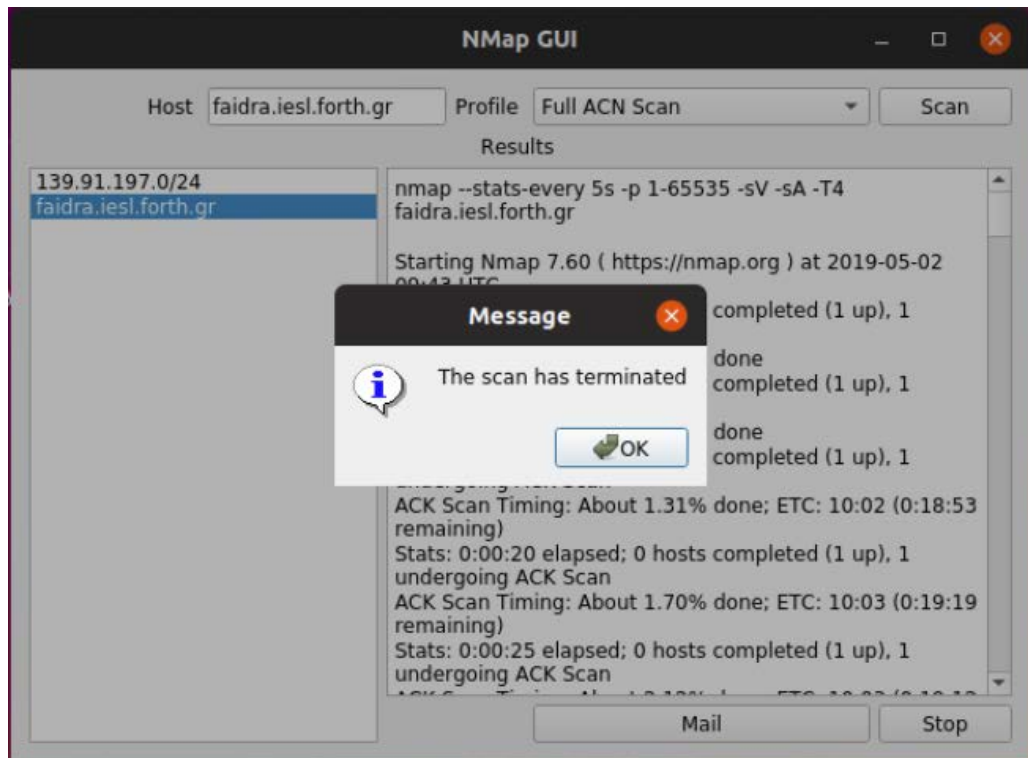 NMap GUI
Host faidra.iesl.forth.gr Profile Full ACN Scan Scan
Results
139.91.197.0/24
faidra.iesl.forth.gr
nmap --stats-every 5s -p 1-65535 -sV -sA -T4
faidra.iesl.forth.gr
Starting Nmap 7.60 ( https://nmap.org ) at 2019-05-02
completed (1 up), 1
done
completed (1 up), 1
done
completed (1 up), 1
Message
The scan has terminated
OK
ACK Scan Timing: About 1.31% done; ETC: 10:02 (0:18:53
remaining)
Stats: 0:00:20 elapsed; 0 hosts completed (1 up), 1
undergoing ACK Scan
ACK Scan Timing: About 1.70% done; ETC: 10:03 (0:19:19
remaining)
Stats: 0:00:25 elapsed; 0 hosts completed (1 up), 1
undergoing ACK Scan
Mail Stop